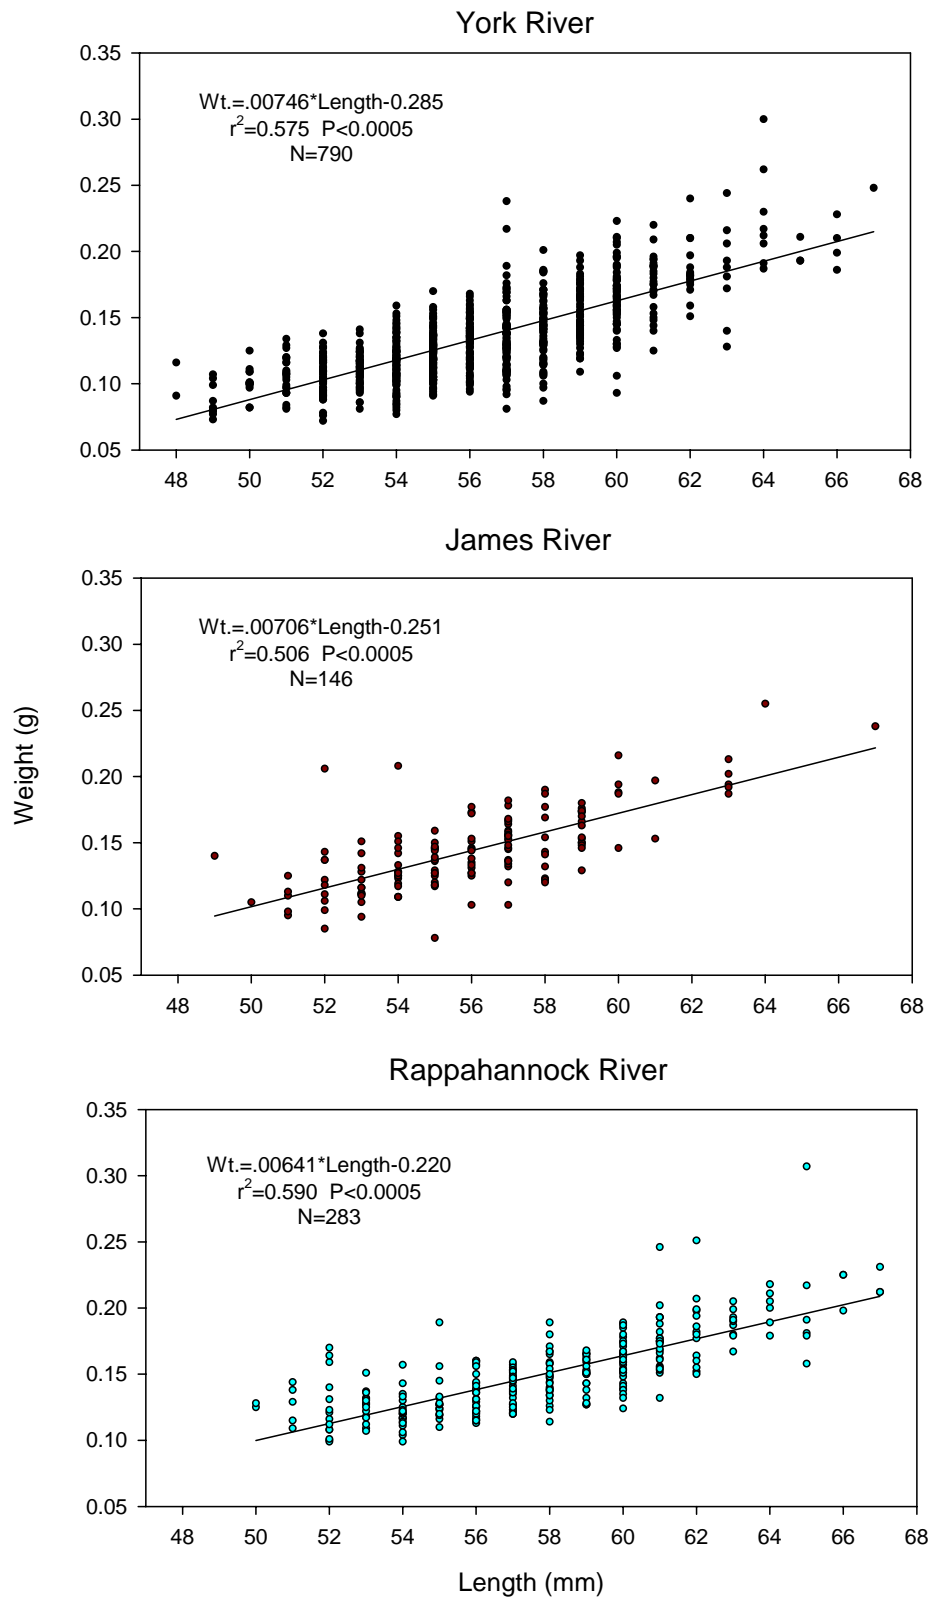 York River
0.35
0.30
0.25
0.20
0.15
0.10
0.05
Wt.=.00746*Length-0.285
r²=0.575 P<0.0005
N=790
48 50 52 54 56 58 60 62 64 66 68
James River
0.35
0.30
0.25
0.20
0.15
0.10
0.05
Wt.=.00706*Length-0.251
r²=0.506 P<0.0005
N=146
48 50 52 54 56 58 60 62 64 66 68
Weight (g)
Rappahannock River
0.35
0.30
0.25
0.20
0.15
0.10
0.05
Wt.=.00641*Length-0.220
r²=0.590 P<0.0005
N=283
48 50 52 54 56 58 60 62 64 66 68
Length (mm)